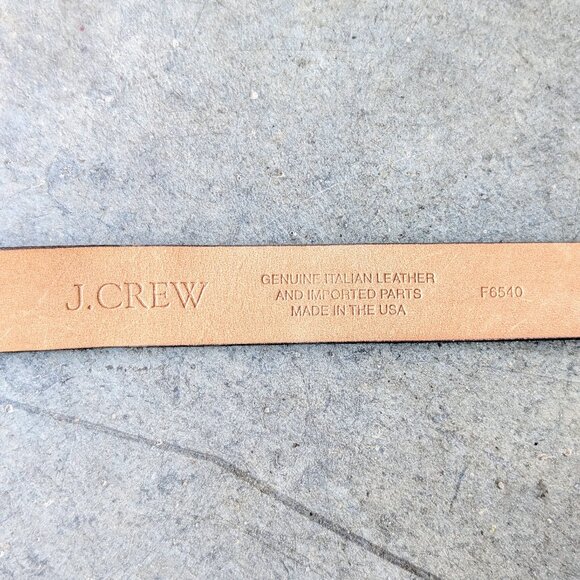 J.CREW
GENUINE ITALIAN LEATHER
AND IMPORTED PARTS
MADE IN THE USA
F6540